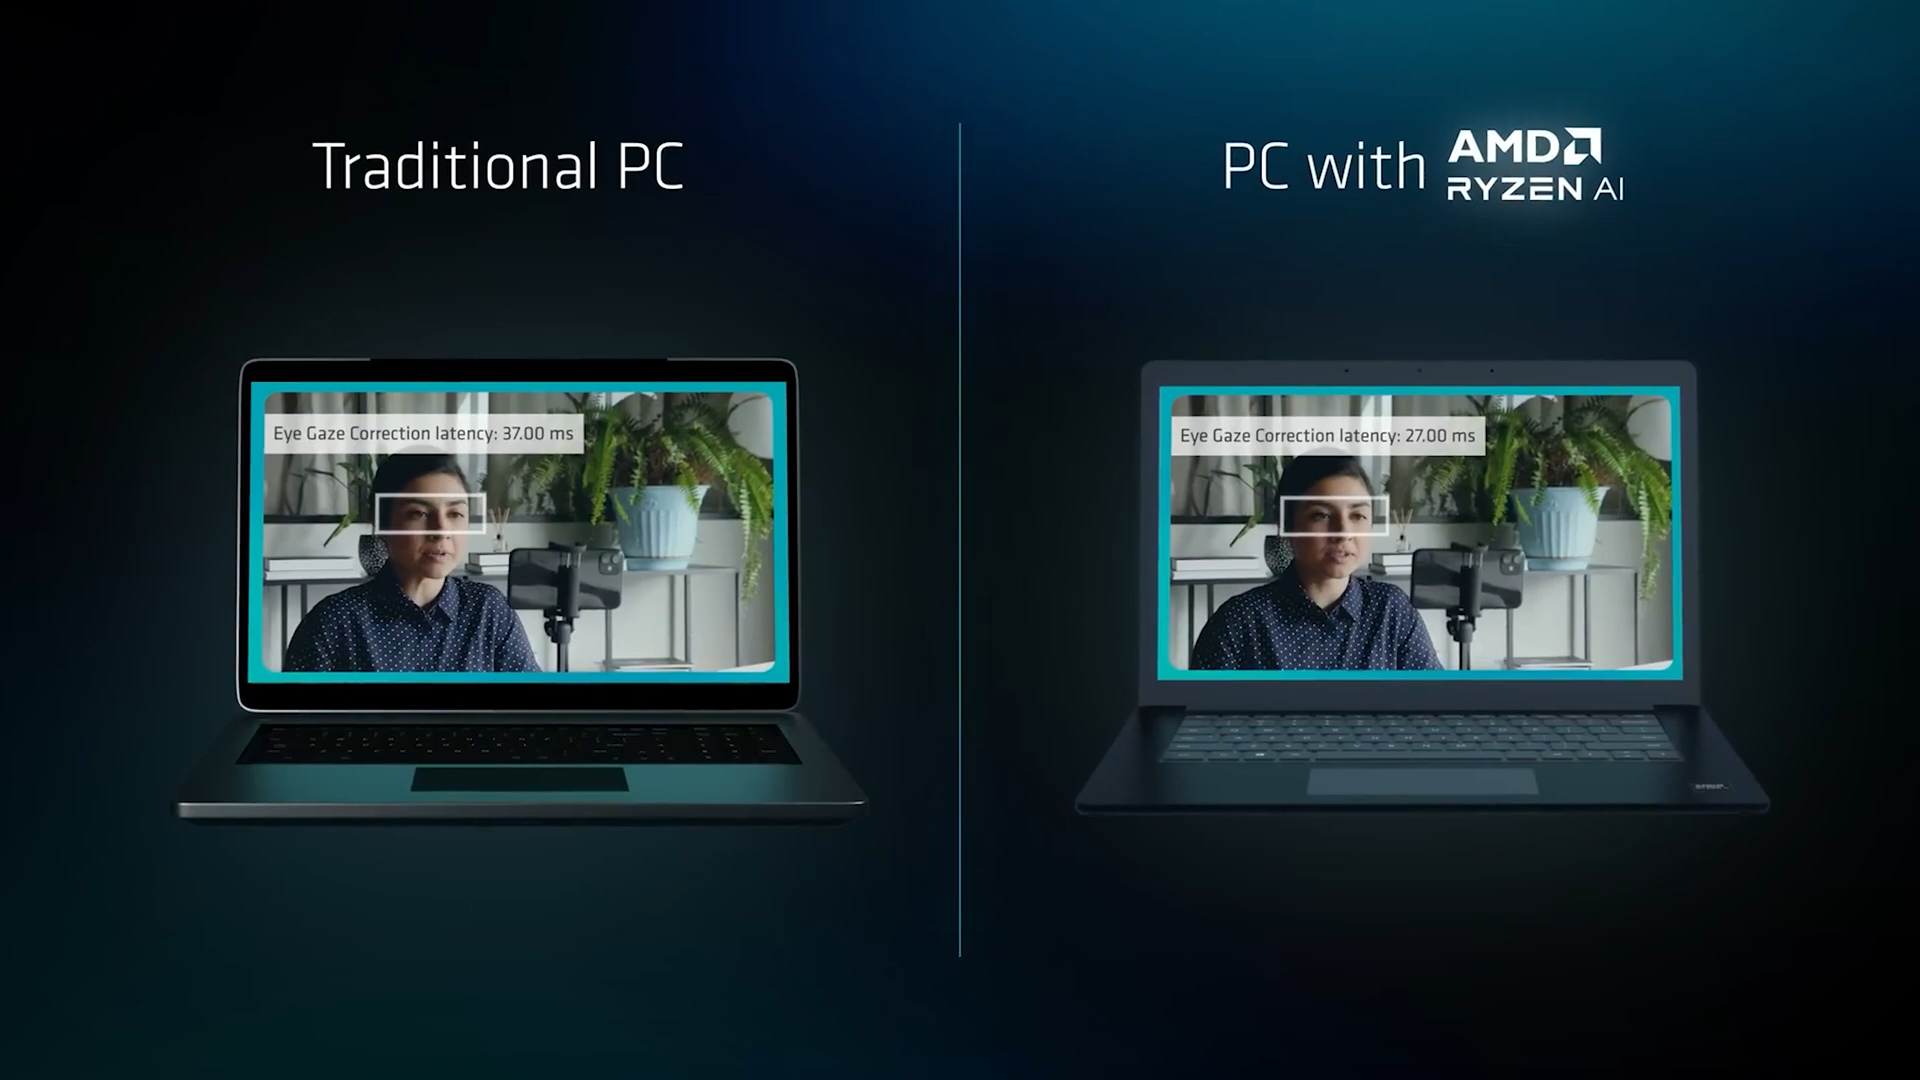 Traditional PC
Eye Gaze Correction latency: 37.00 ms
PC with AMD
RYZEN AI
Eye Gaze Correction latency: 27.00 ms